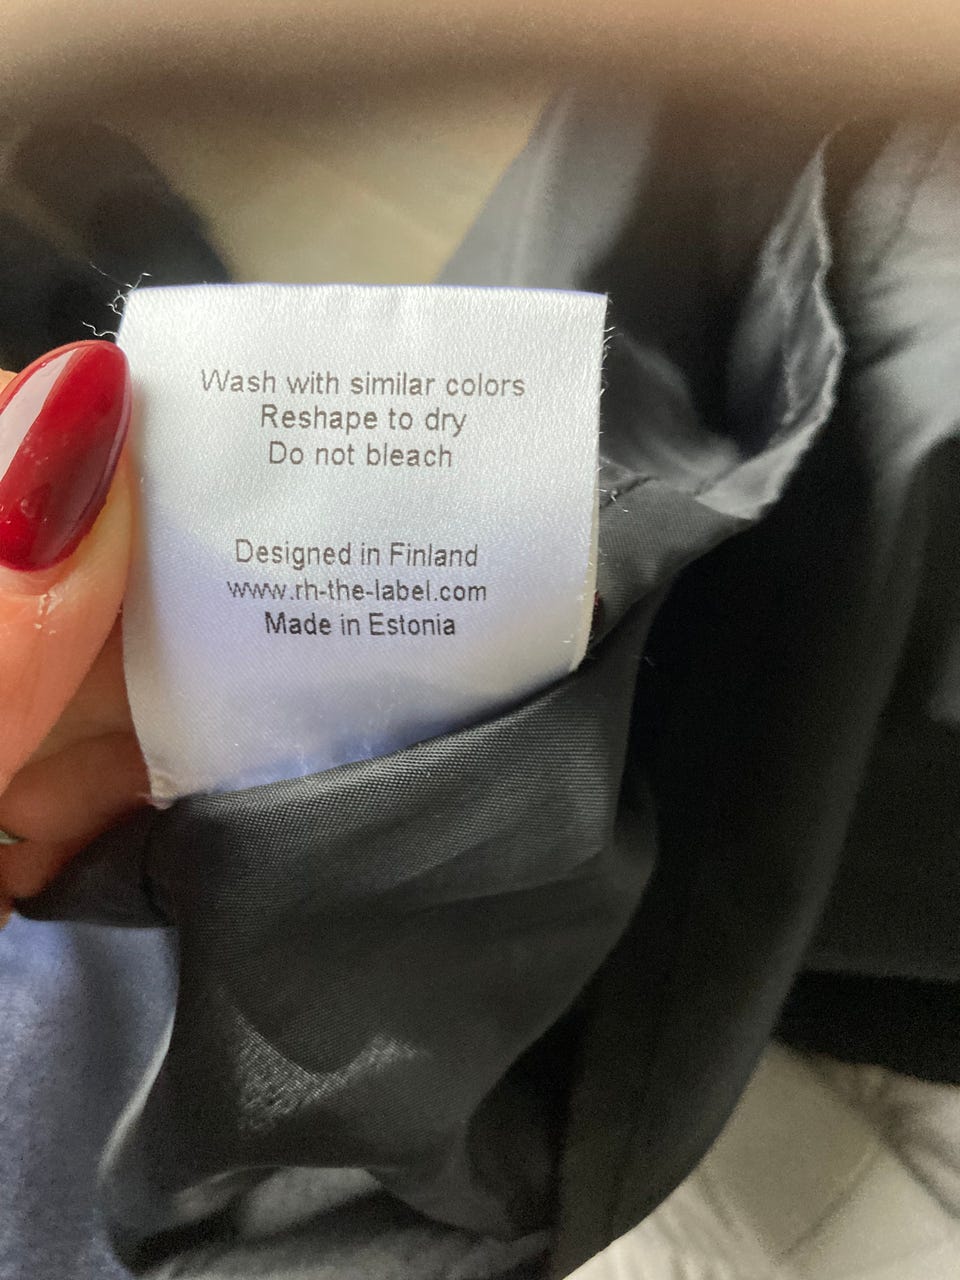 Wash with similar colors
Reshape to dry
Do not bleach
Designed in Finland
www.rh-the-label.com
Made in Estonia